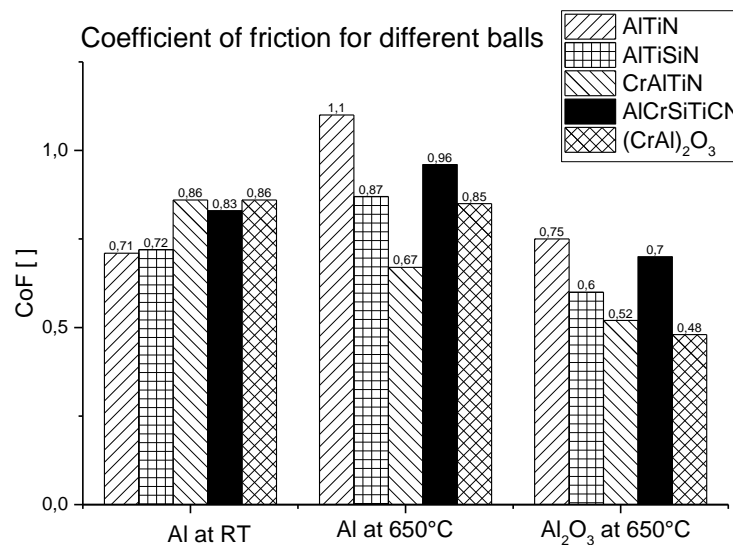 Coefficient of friction for different balls
AlTiN
AlTiSiN
CrAlTiN
AlCrSiTiCN
(CrAl)₂O₃
CoF [ ]
1,0
0,5
0,0
0,71
0,72
0,86
0,83
0,86
1,1
0,87
0,67
0,96
0,85
0,75
0,6
0,52
0,7
0,48
Al at RT
Al at 650°C
Al₂O₃ at 650°C